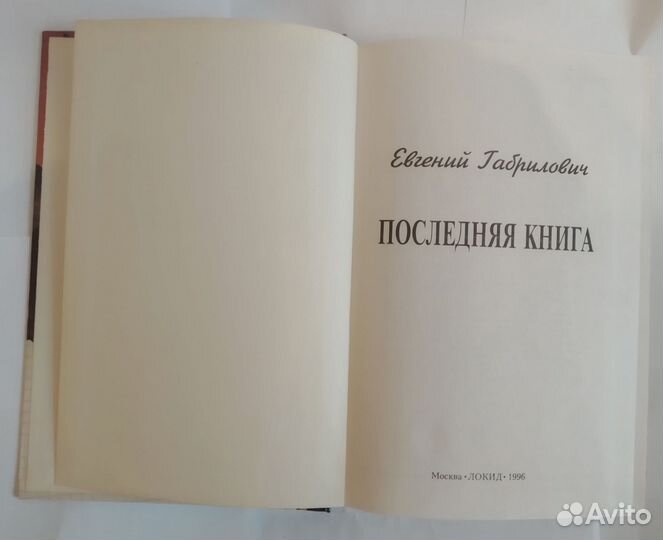 Евгений Габрилович
ПОСЛЕДНЯЯ КНИГА
Москва • ЛОКИД • 1996
Avito